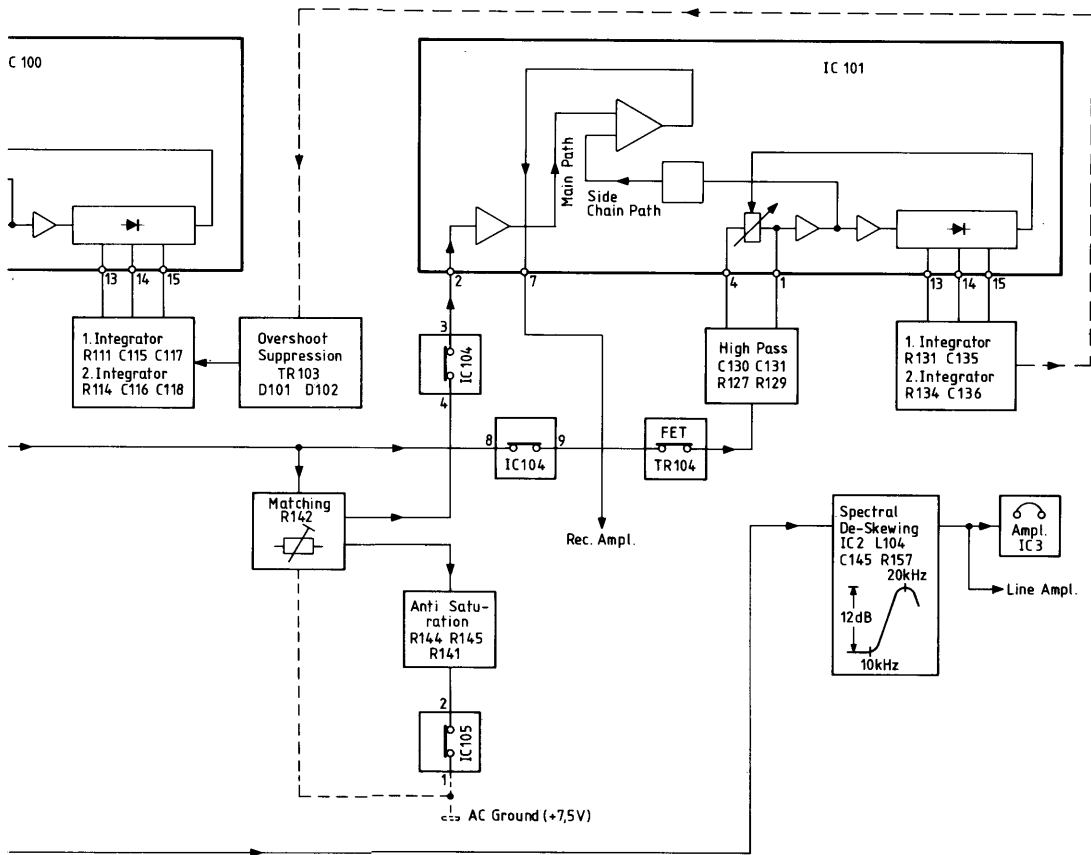 C 100
IC 101
Main Path
Side
Chain Path
13
14
15
2
7
4
1
13
14
15
1. Integrator
R111 C115 C117
2. Integrator
R114 C116 C118
Overshoot
Suppression
TR103
D101 D102
3
IC104
4
High Pass
C130 C131
R127 R129
1. Integrator
R131 C135
2. Integrator
R134 C136
8
9
IC104
FET
TR104
Matching
R142
Rec. Ampl.
Anti Satu-
ration
R144 R145
R141
2
IC105
1
AC Ground (+7,5V)
Spectral
De-Skewing
IC2 L104
C145 R157
20kHz
12dB
10kHz
Ampl.
IC3
Line Ampl.